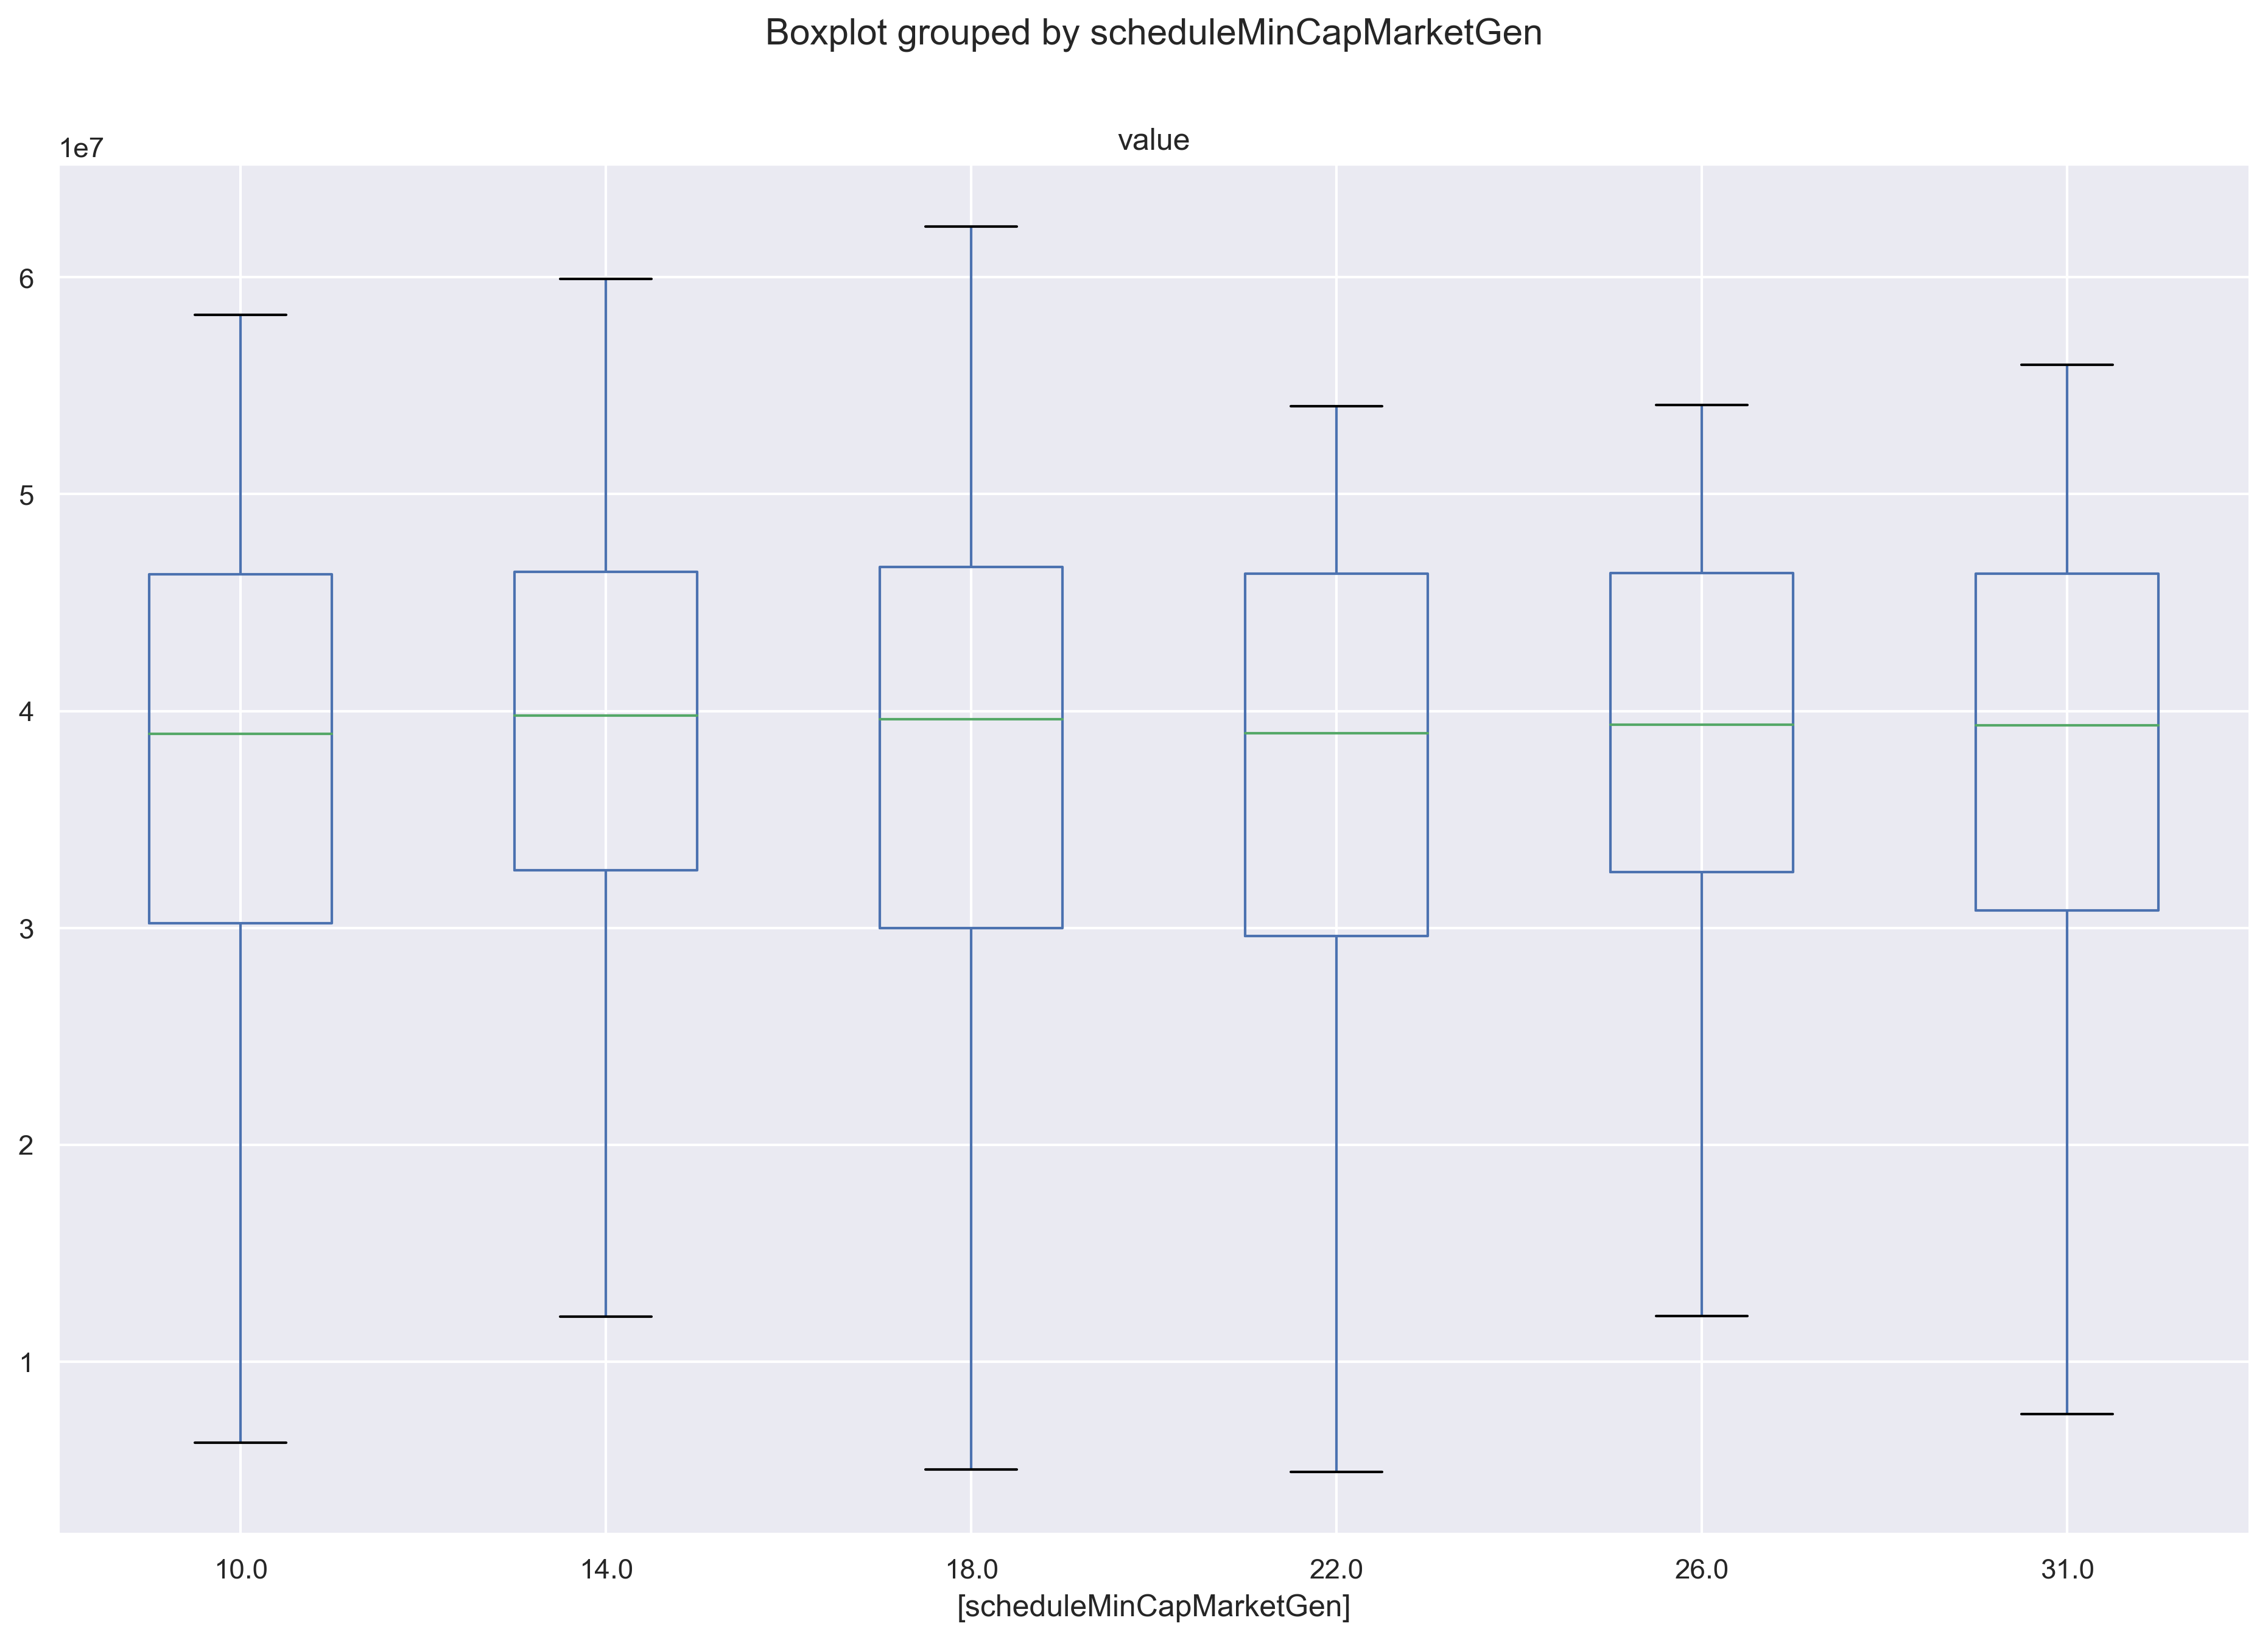 Boxplot grouped by scheduleMinCapMarketGen
value
1e7
6
5
4
3
2
1
10.0 14.0 18.0 22.0 26.0 31.0
[scheduleMinCapMarketGen]